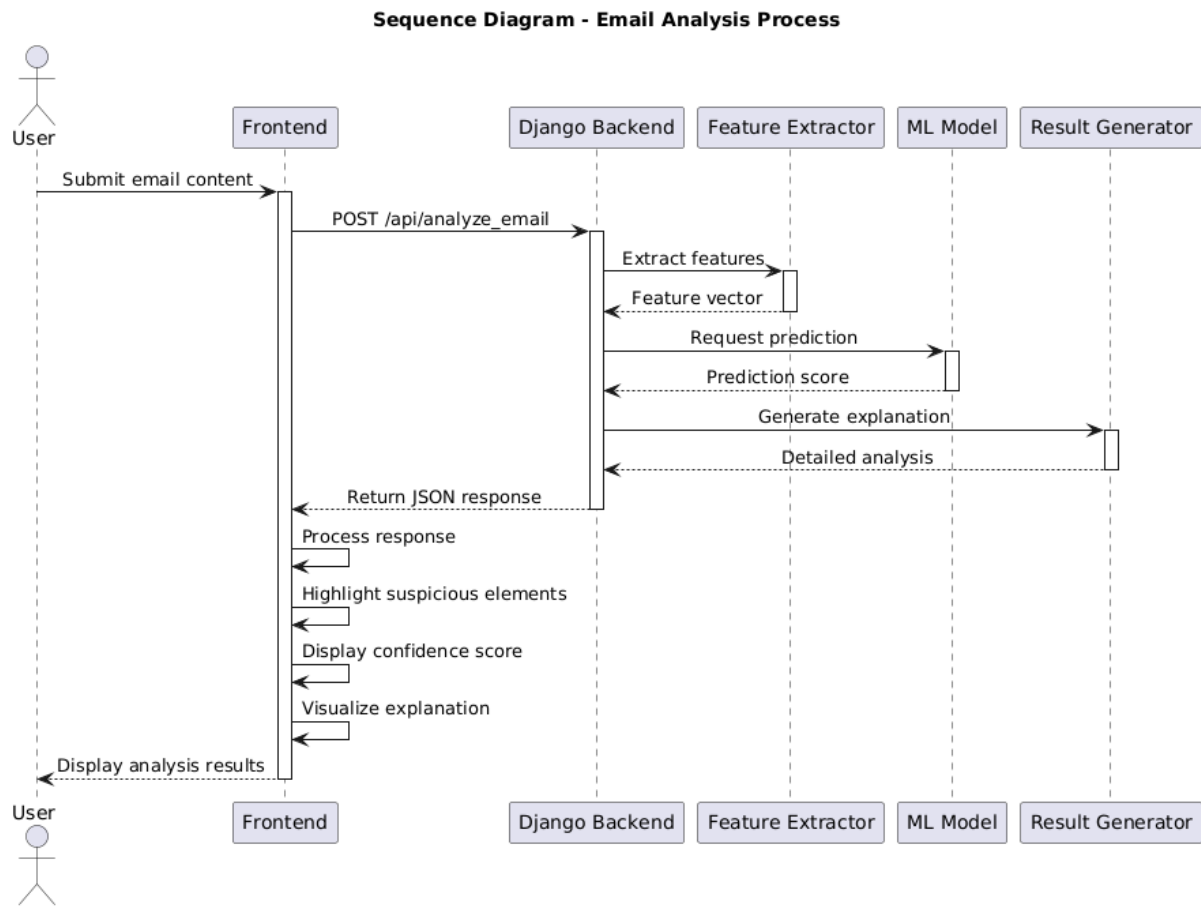 Sequence Diagram - Email Analysis Process
User
Frontend
Django Backend
Feature Extractor
ML Model
Result Generator
Submit email content
POST /api/analyze_email
Extract features
Feature vector
Request prediction
Prediction score
Generate explanation
Detailed analysis
Return JSON response
Process response
Highlight suspicious elements
Display confidence score
Visualize explanation
Display analysis results
User
Frontend
Django Backend
Feature Extractor
ML Model
Result Generator